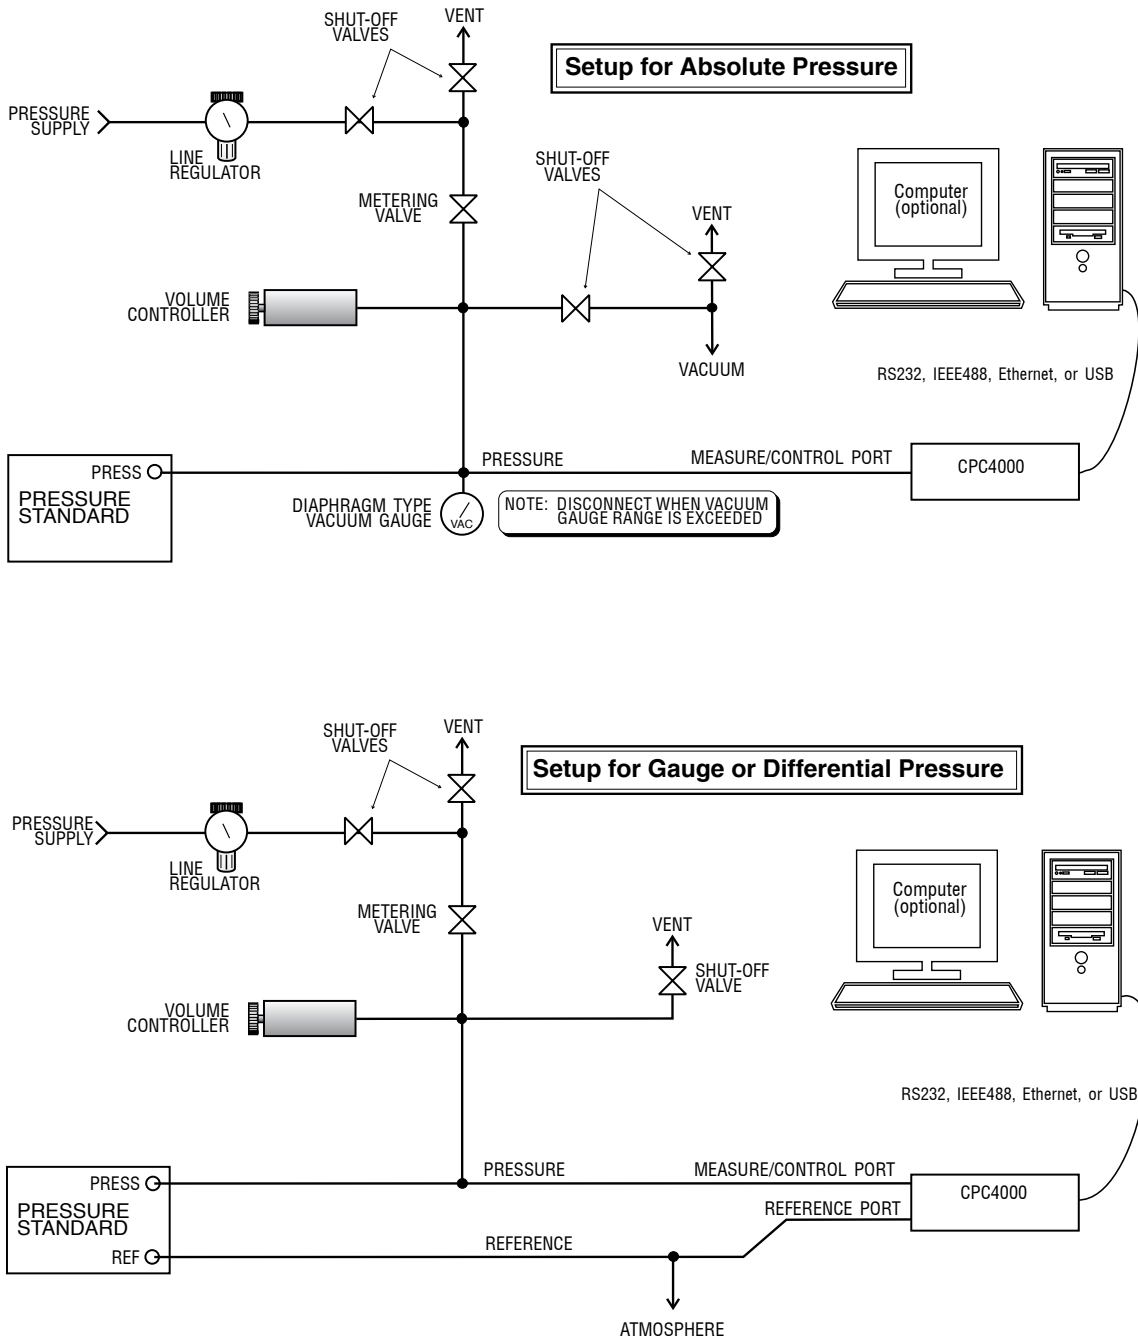 SHUT-OFF
VALVES
VENT
Setup for Absolute Pressure
PRESSURE
SUPPLY
LINE
REGULATOR
SHUT-OFF
VALVES
METERING
VALVE
VENT
Computer
(optional)
VOLUME
CONTROLLER
VACUUM
RS232, IEEE488, Ethernet, or USB
PRESS
PRESSURE
STANDARD
PRESSURE
MEASURE/CONTROL PORT
CPC4000
DIAPHRAGM TYPE
VACUUM GAUGE
VAC
NOTE: DISCONNECT WHEN VACUUM
GAUGE RANGE IS EXCEEDED
SHUT-OFF
VALVES
VENT
Setup for Gauge or Differential Pressure
PRESSURE
SUPPLY
LINE
REGULATOR
METERING
VALVE
VENT
SHUT-OFF
VALVE
Computer
(optional)
VOLUME
CONTROLLER
RS232, IEEE488, Ethernet, or USB
PRESS
PRESSURE
STANDARD
REF
PRESSURE
MEASURE/CONTROL PORT
CPC4000
REFERENCE PORT
REFERENCE
ATMOSPHERE